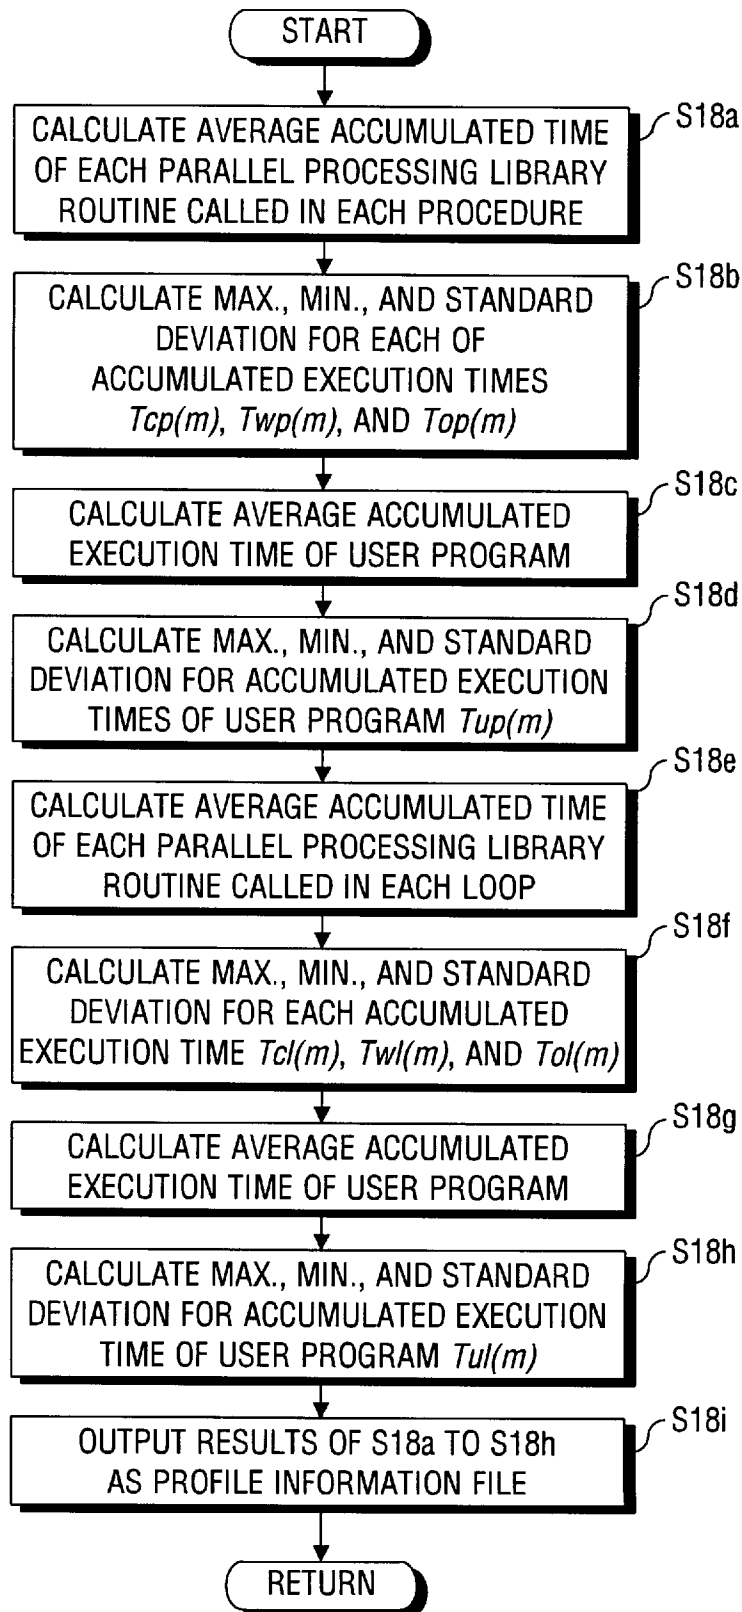 START
S18a
CALCULATE AVERAGE ACCUMULATED TIME
OF EACH PARALLEL PROCESSING LIBRARY
ROUTINE CALLED IN EACH PROCEDURE
S18b
CALCULATE MAX., MIN., AND STANDARD
DEVIATION FOR EACH OF
ACCUMULATED EXECUTION TIMES
Tcp(m), Twp(m), AND Top(m)
S18c
CALCULATE AVERAGE ACCUMULATED
EXECUTION TIME OF USER PROGRAM
S18d
CALCULATE MAX., MIN., AND STANDARD
DEVIATION FOR ACCUMULATED EXECUTION
TIMES OF USER PROGRAM Tup(m)
S18e
CALCULATE AVERAGE ACCUMULATED TIME
OF EACH PARALLEL PROCESSING LIBRARY
ROUTINE CALLED IN EACH LOOP
S18f
CALCULATE MAX., MIN., AND STANDARD
DEVIATION FOR EACH ACCUMULATED
EXECUTION TIME Tcl(m), Twl(m), AND Tol(m)
S18g
CALCULATE AVERAGE ACCUMULATED
EXECUTION TIME OF USER PROGRAM
S18h
CALCULATE MAX., MIN., AND STANDARD
DEVIATION FOR ACCUMULATED EXECUTION
TIME OF USER PROGRAM Tul(m)
S18i
OUTPUT RESULTS OF S18a TO S18h
AS PROFILE INFORMATION FILE
RETURN